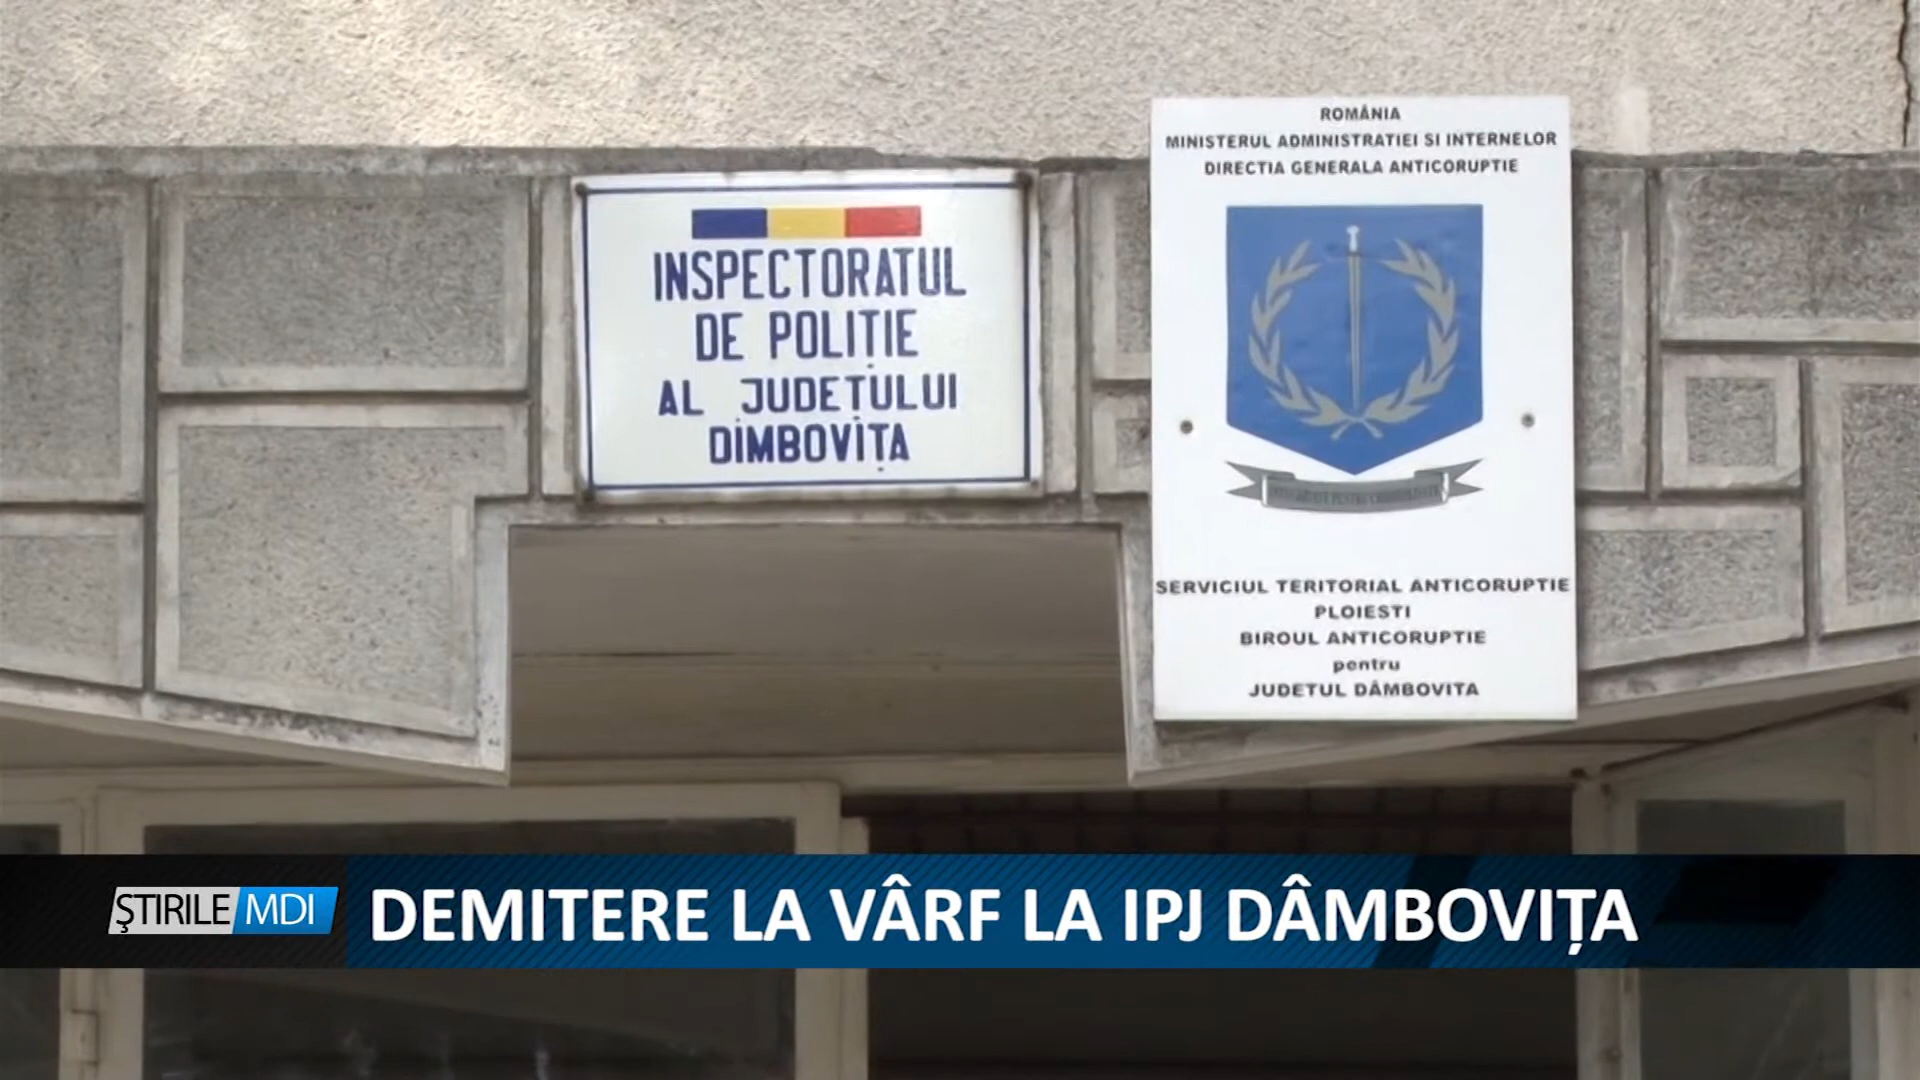 INSPECTORATUL
DE POLIȚIE
AL JUDEȚULUI
DÎMBOVIȚA
ROMÂNIA
MINISTERUL ADMINISTRATIEI SI INTERNELOR
DIRECTIA GENERALA ANTICORUPTIE
SERVICIUL TERITORIAL ANTICORUPTIE
PLOIESTI
BIROUL ANTICORUPTIE
pentru
JUDETUL DÂMBOVITA
ŞTIRILE MDI
DEMITERE LA VÂRF LA IPJ DÂMBOVIȚA